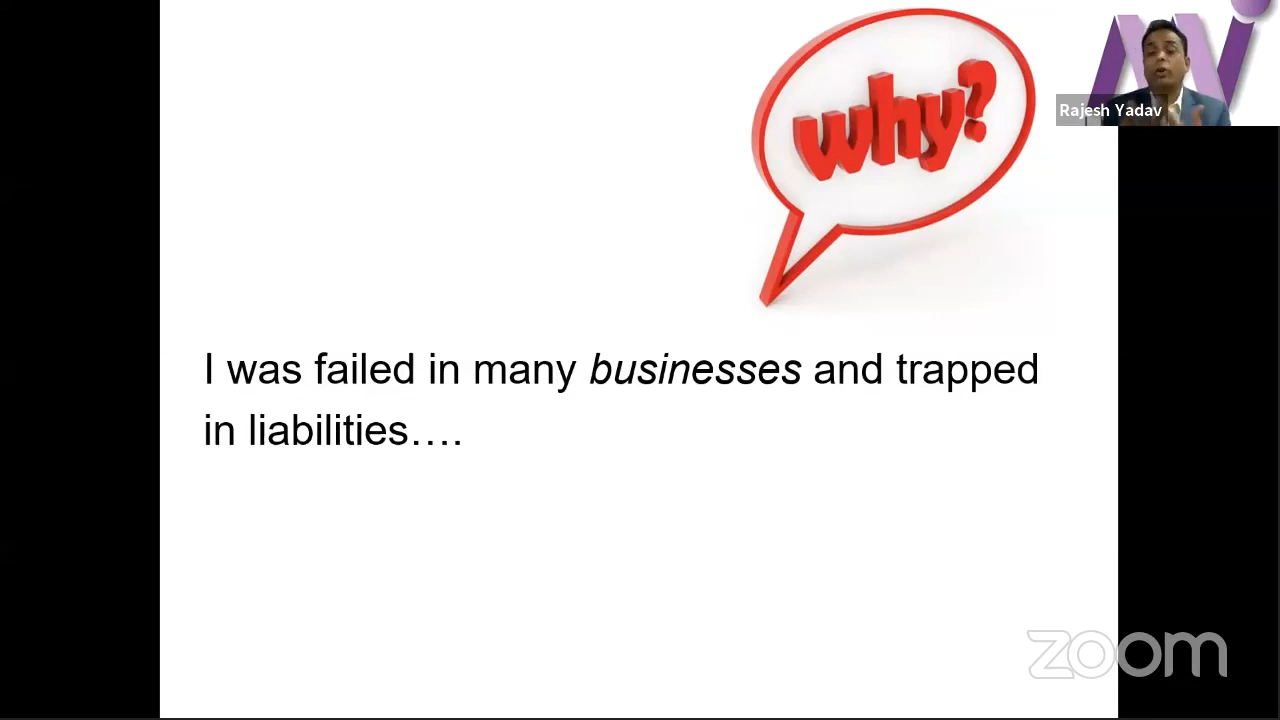 why?
Rajesh Yadav
I was failed in many businesses and trapped
in liabilities….
zoom